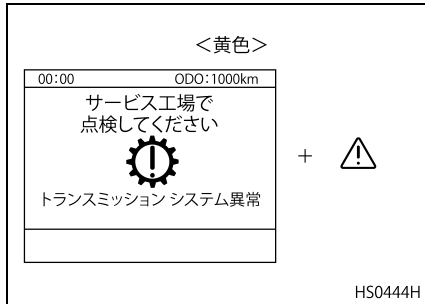 ＜黄色＞
00:00 ODO:1000km
サービス工場で
点検してください
トランスミッション システム異常
+
HS0444H